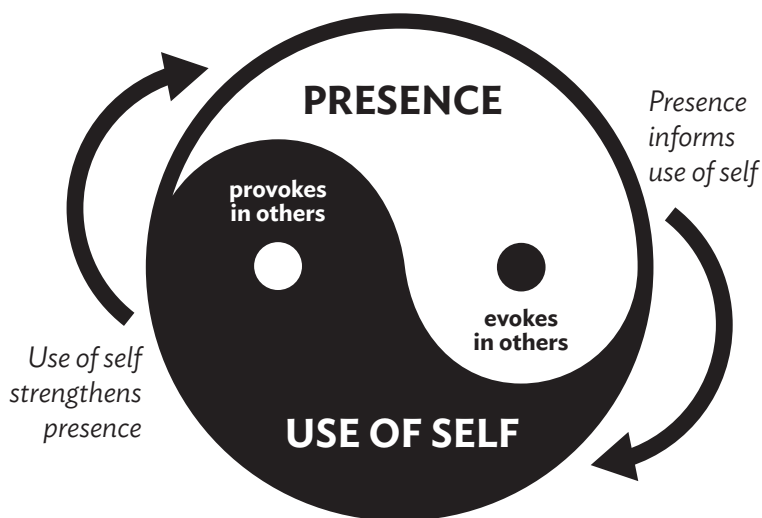 PRESENCE
Presence
informs
use of self
provokes
in others
evokes
in others
Use of self
strengthens
presence
USE OF SELF